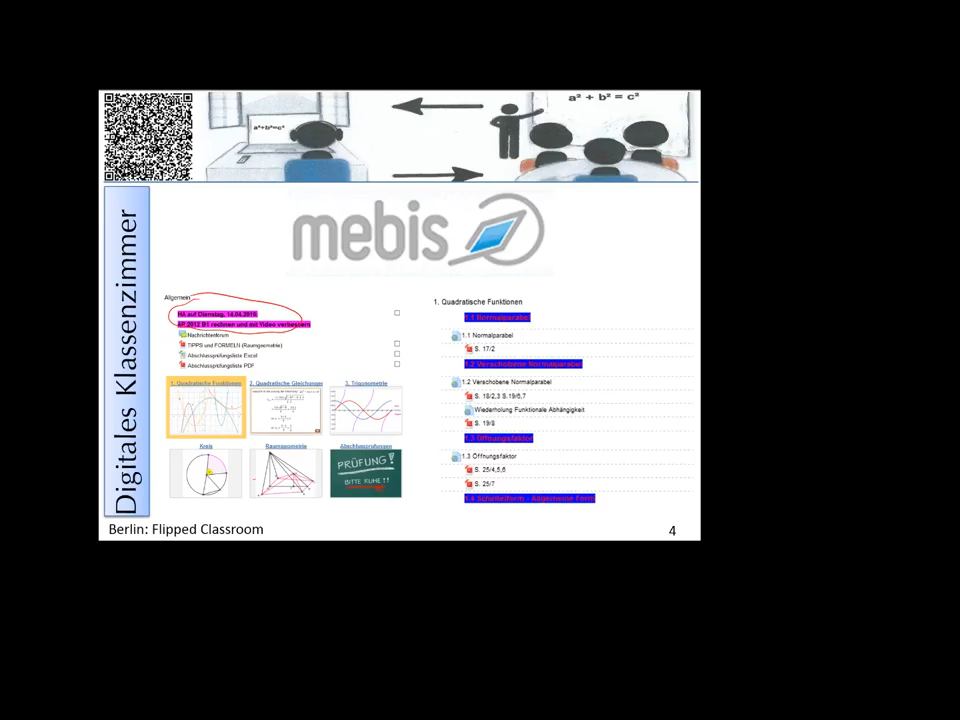 a²+b²=c²
a² + b² = c²
Digitales Klassenzimmer
mebis
Allgemein
HA auf Dienstag, 14.04.2015
AP 2012 B1 rechnen und mit Video verbessern
Nachrichtenforum
TIPPS und FORMELN (Raumgeometrie)
Abschlussprüfungsliste Excel
Abschlussprüfungsliste PDF
1. Quadratische Funktionen
2. Quadratische Gleichungen
3. Trigonometrie
Kreis
Raumgeometrie
Abschlussprüfungen
PRÜFUNG!
BITTE RUHE!!
1. Quadratische Funktionen
1.1 Normalparabel
1.1 Normalparabel
S. 17/2
1.2 Verschobene Normalparabel
1.2 Verschobene Normalparabel
S. 18/2,3 S.19/6,7
Wiederholung Funktionale Abhängigkeit
S. 19/8
1.3 Öffnungsfaktor
1.3 Öffnungsfaktor
S. 25/4,5,6
S. 25/7
1.4 Scheitelform - Allgemeine Form
Berlin: Flipped Classroom
4